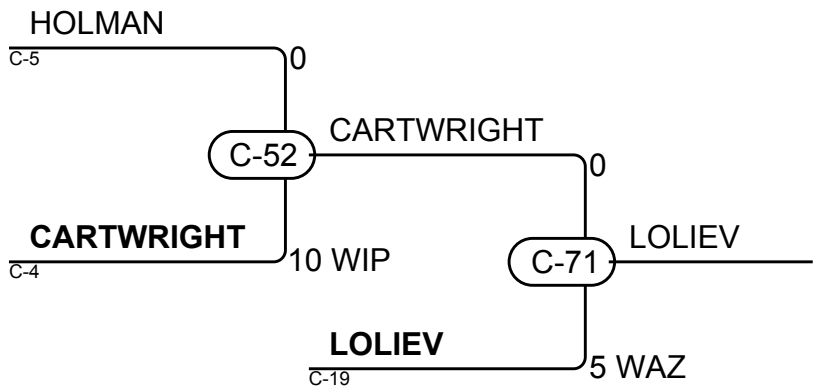 HOLMAN
C-5
0
C-52
CARTWRIGHT
0
CARTWRIGHT
C-4
10 WIP
C-71
LOLIEV
LOLIEV
C-19
5 WAZ